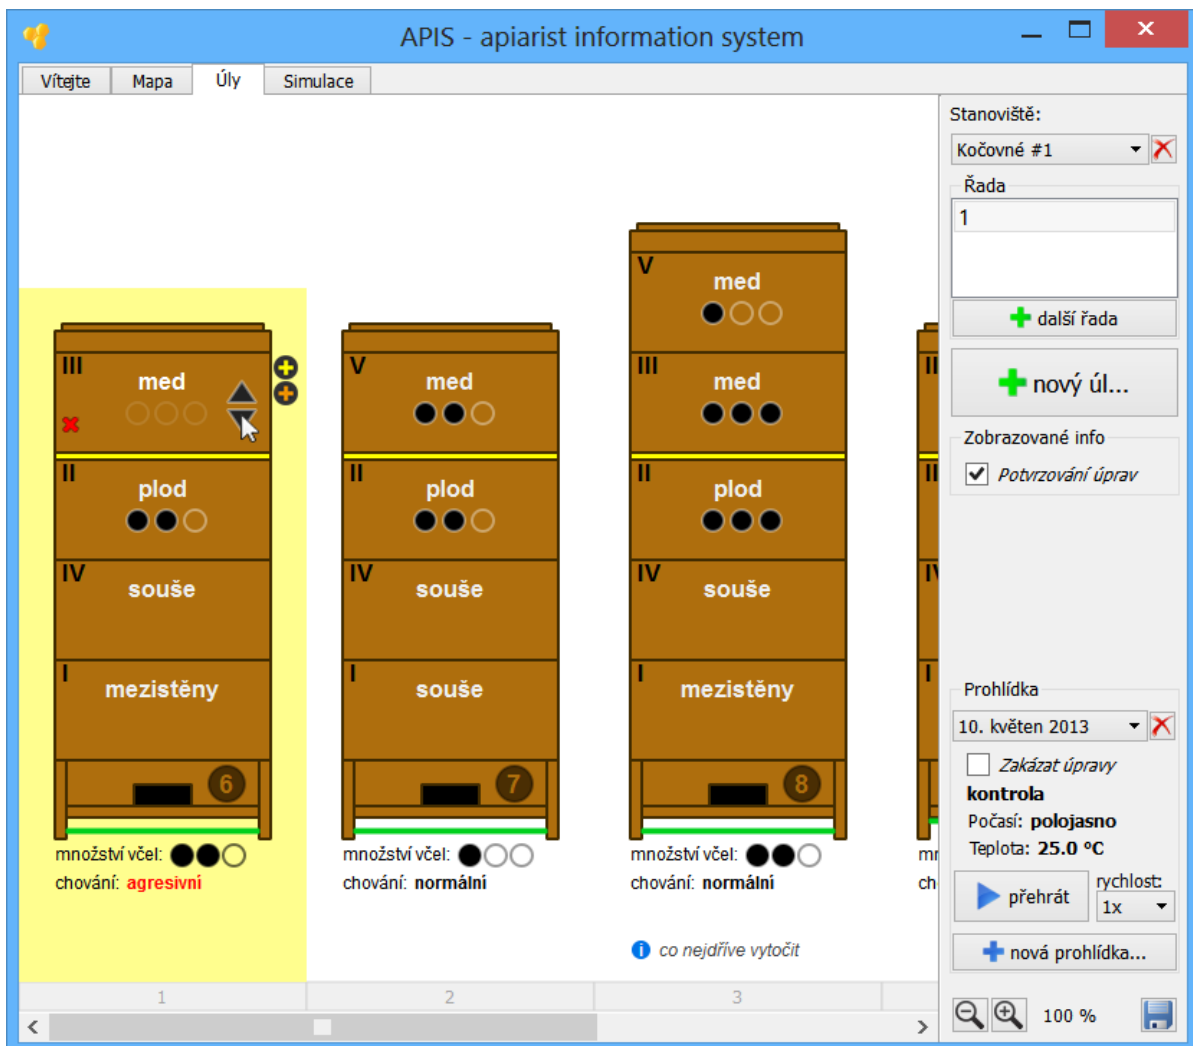 APIS - apiarist information system
Vítejte Mapa Úly Simulace
III
med
II
plod
IV
souše
I
mezistěny
6
množství včel:
chování: agresivní
V
med
II
plod
IV
souše
I
souše
7
množství včel:
chování: normální
V
med
III
med
II
plod
IV
souše
I
mezistěny
8
množství včel:
chování: normální
co nejdříve vytočit
1 2 3
Stanoviště:
Kočovné #1
Řada
1
další řada
nový úl...
Zobrazované info
Potvrzování úprav
Prohlídka
10. květen 2013
Zakázat úpravy
kontrola
Počasí: polojasno
Teplota: 25.0 °C
přehrát
rychlost:
1x
nová prohlídka...
100 %